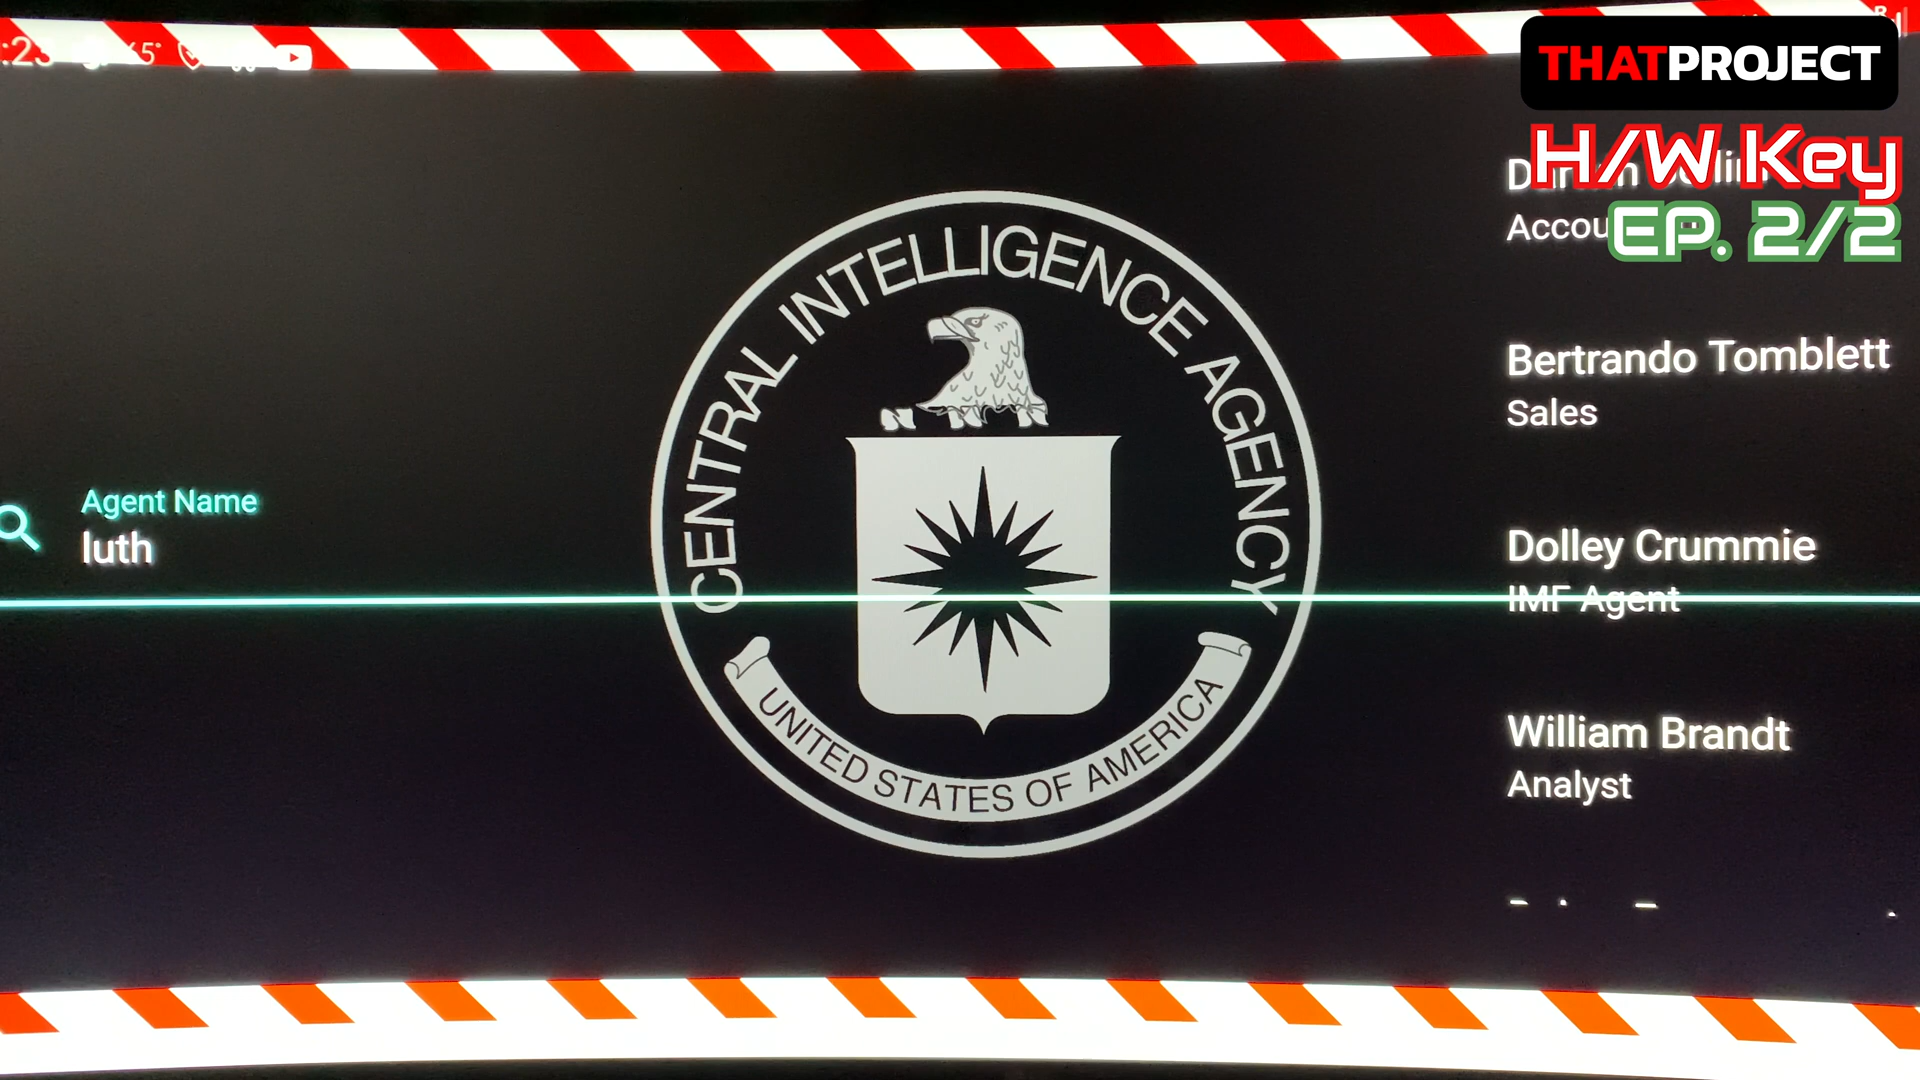 THATPROJECT
H/W Key
EP. 2/2
CENTRAL INTELLIGENCE AGENCY
UNITED STATES OF AMERICA
Agent Name
luth
Bertrando Tomblett
Sales
Dolley Crummie
IMF Agent
William Brandt
Analyst